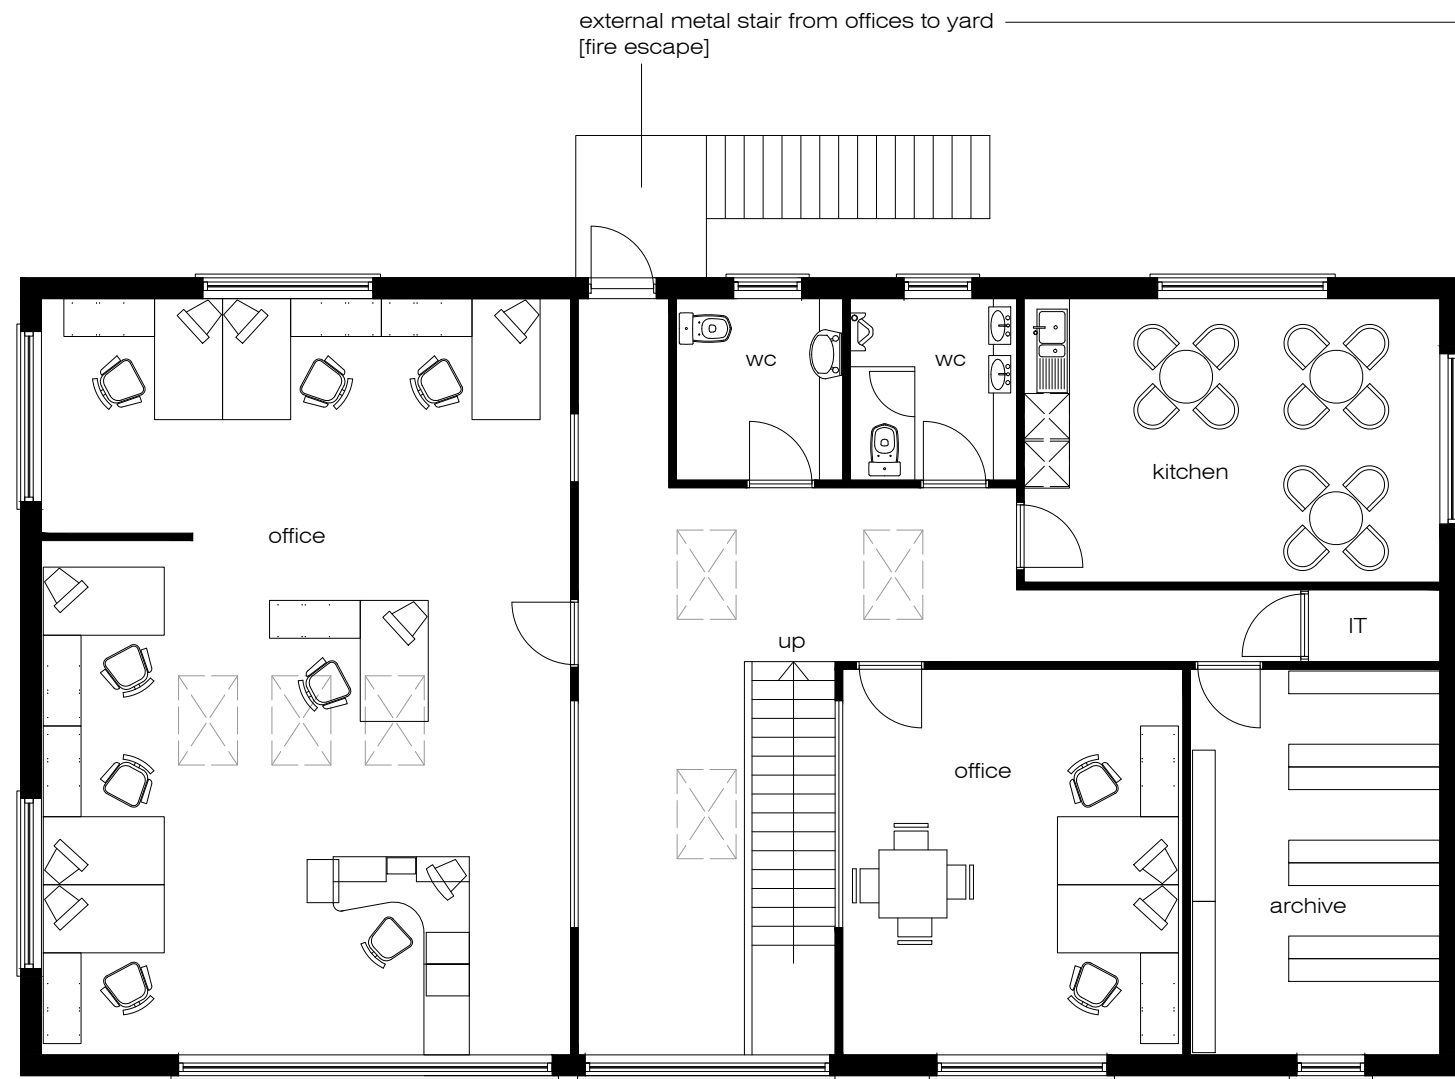 external metal stair from offices to yard
[fire escape]
wc
wc
kitchen
office
IT
up
office
archive